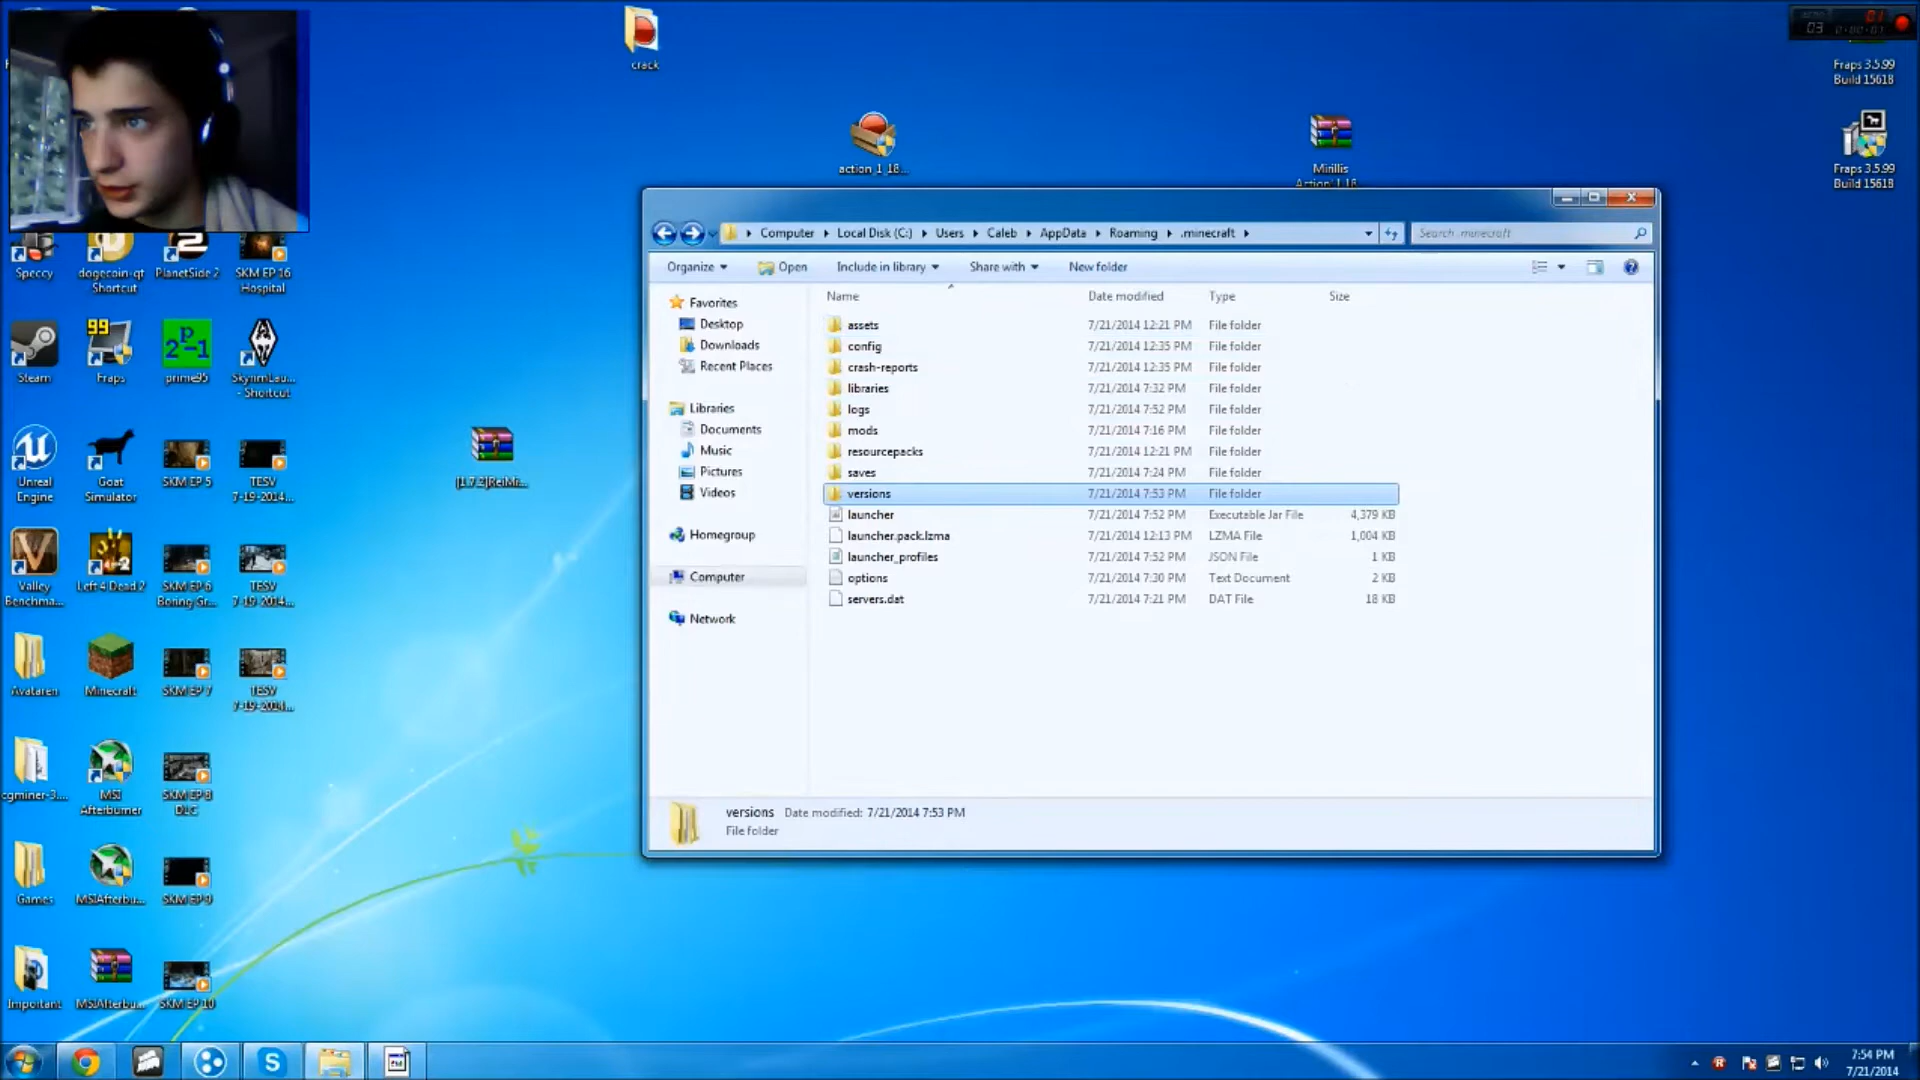 crack
action_1_18...
Mirillis
Action! 1.18
Fraps 3.5.99
Build 15618
Fraps 3.5.99
Build 15618
Speccy
dogecoin-qt
Shortcut
PlanetSide 2
SKM EP 16
Hospital
Steam
Fraps
prime95
SkyrimLau...
- Shortcut
Unreal
Engine
Goat
Simulator
SKM EP 5
TESV
7-19-2014...
Valley
Benchma...
Left 4 Dead 2
SKM EP 6
Boring Gr...
TESV
7-19-2014...
Avataren
Minecraft
SKM EP 7
TESV
7-19-2014...
cgminer-3....
MSI
Afterburner
SKM EP 8
DLC
Games
MSIAfterbu...
SKM EP 9
Important
MSIAfterbu...
SKM EP 10
[1.7.2]ReiMi...
Computer
Local Disk (C:)
Users
Caleb
AppData
Roaming
.minecraft
Search .minecraft
Organize
Open
Include in library
Share with
New folder
Favorites
Desktop
Downloads
Recent Places
Libraries
Documents
Music
Pictures
Videos
Homegroup
Computer
Network
Name Date modified Type Size
assets 7/21/2014 12:21 PM File folder
config 7/21/2014 12:35 PM File folder
crash-reports 7/21/2014 12:35 PM File folder
libraries 7/21/2014 7:32 PM File folder
logs 7/21/2014 7:52 PM File folder
mods 7/21/2014 7:16 PM File folder
resourcepacks 7/21/2014 12:21 PM File folder
saves 7/21/2014 7:24 PM File folder
versions 7/21/2014 7:53 PM File folder
launcher 7/21/2014 7:52 PM Executable Jar File 4,379 KB
launcher.pack.lzma 7/21/2014 12:13 PM LZMA File 1,004 KB
launcher_profiles 7/21/2014 7:52 PM JSON File 1 KB
options 7/21/2014 7:30 PM Text Document 2 KB
servers.dat 7/21/2014 7:21 PM DAT File 18 KB
versions Date modified: 7/21/2014 7:53 PM
File folder
7:54 PM
7/21/2014